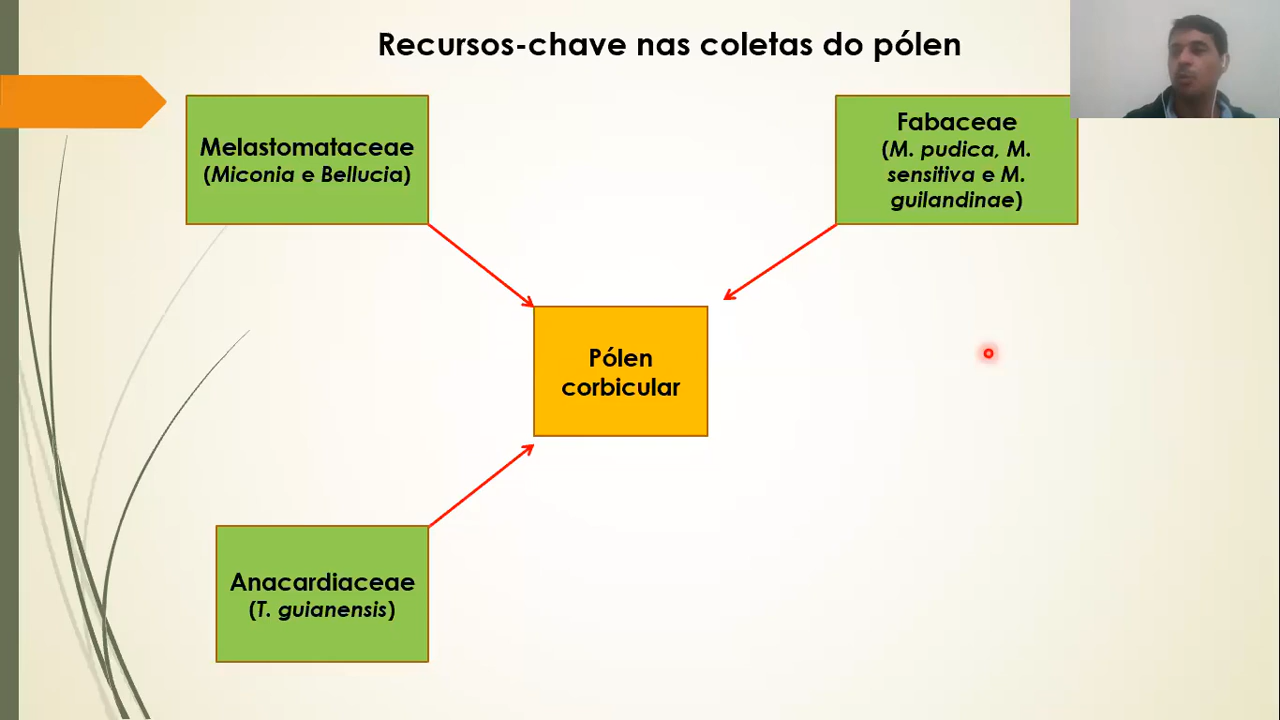 Recursos-chave nas coletas do pólen
Melastomataceae
(Miconia e Bellucia)
Fabaceae
(M. pudica, M.
sensitiva e M.
guilandinae)
Pólen
corbicular
Anacardiaceae
(T. guianensis)